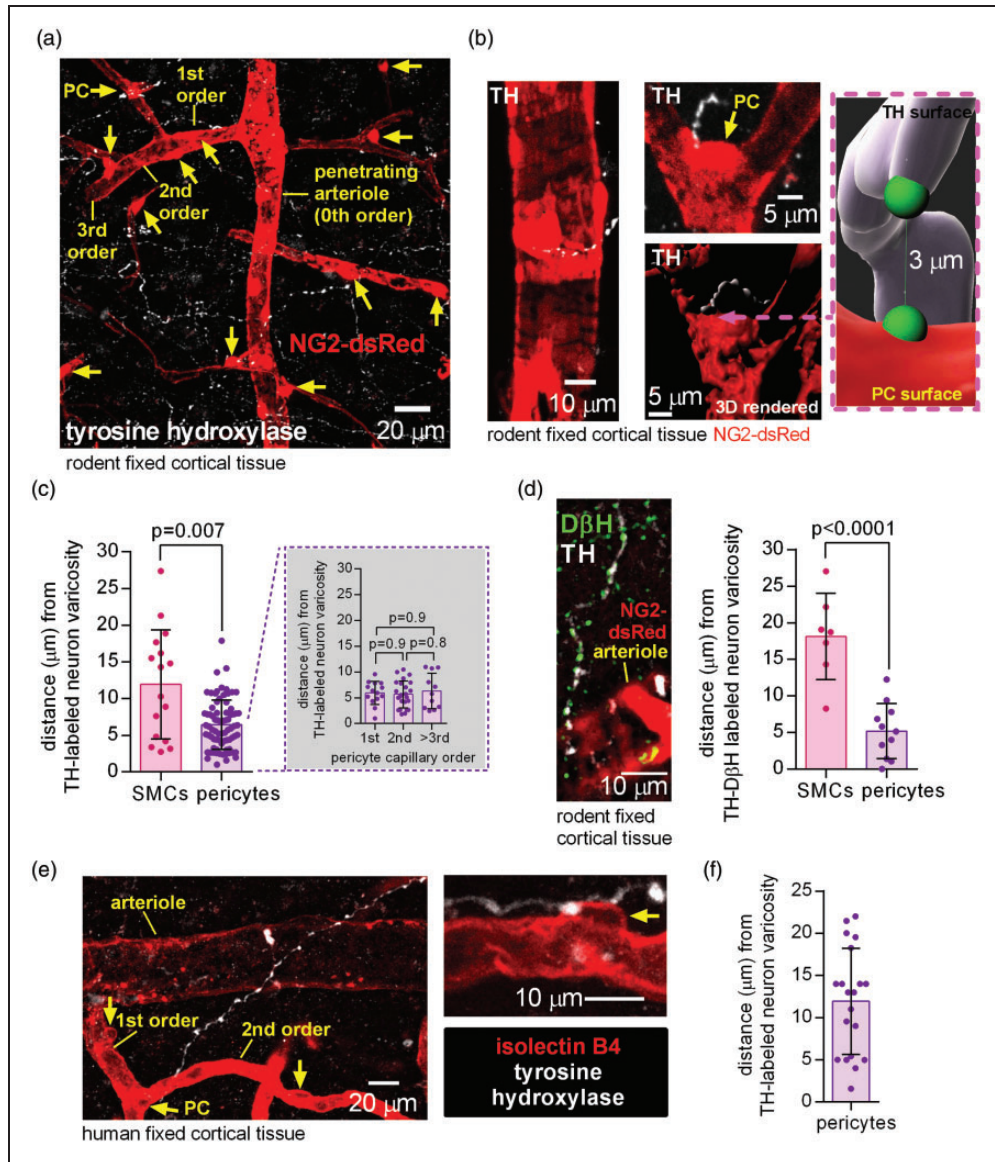 (a)
PC
1st
order
2nd
order
3rd
order
penetrating
arteriole
(0th order)
NG2-dsRed
tyrosine hydroxylase
20 μm
rodent fixed cortical tissue
(b)
TH
10 μm
TH
PC
5 μm
TH
5 μm
3D rendered
TH surface
3 μm
PC surface
rodent fixed cortical tissue NG2-dsRed
(c)
p=0.007
distance (μm) from
TH-labeled neuron varicosity
30
25
20
15
10
5
0
SMCs pericytes
distance (μm) from
TH-labeled neuron varicosity
30
25
20
15
10
5
0
p=0.9
p=0.9 p=0.8
1st 2nd >3rd
pericyte capillary order
(d)
DβH
TH
NG2-
dsRed
arteriole
10 μm
rodent fixed
cortical tissue
p<0.0001
distance (μm) from
TH-DβH labeled neuron varicosity
30
25
20
15
10
5
0
SMCs pericytes
(e)
arteriole
1st order
2nd order
PC
20 μm
human fixed cortical tissue
10 μm
isolectin B4
tyrosine
hydroxylase
(f)
distance (μm) from
TH-labeled neuron varicosity
25
20
15
10
5
0
pericytes